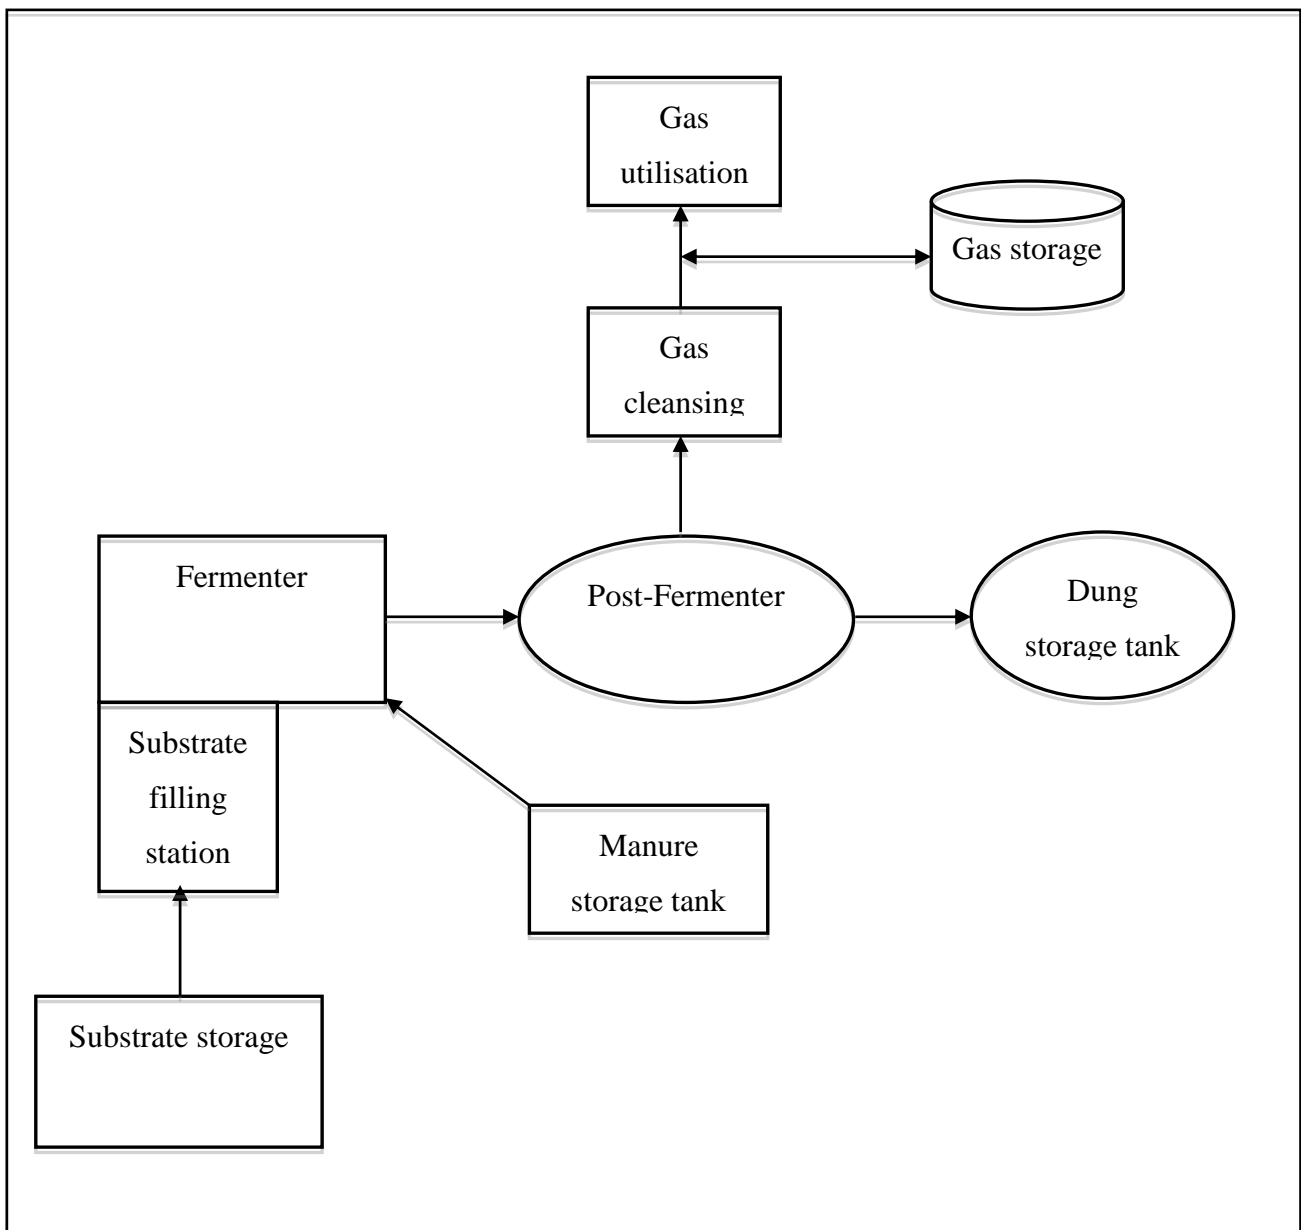 Gas
utilisation
Gas storage
Gas
cleansing
Fermenter
Post-Fermenter
Dung
storage tank
Substrate
filling
station
Manure
storage tank
Substrate storage